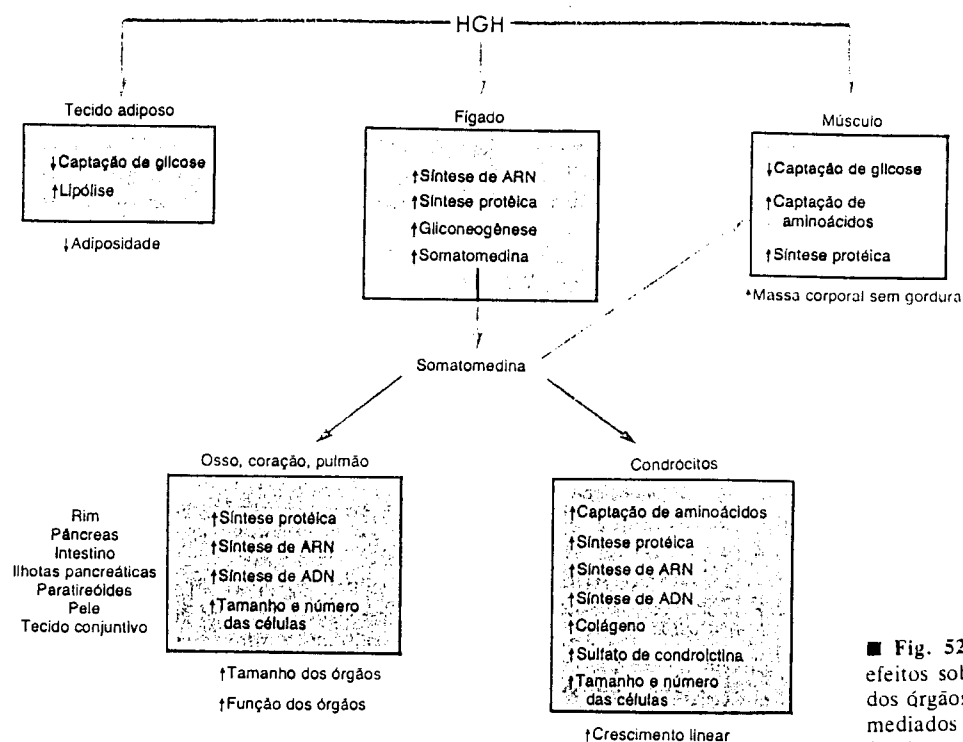 HGH
Tecido adiposo
↓Captação de glicose
↑Lipólise
↓Adiposidade
Fígado
↑Síntese de ARN
↑Síntese protêica
↑Gliconeogênese
↑Somatomedina
Músculo
↓Captação de glicose
↑Captação de
aminoácidos
↑Síntese protéica
Massa corporal sem gordura
Somatomedina
Osso, coração, pulmão
Rim
Pâncreas
Intestino
Ilhotas pancreáticas
Paratireóides
Pele
Tecido conjuntivo
↑Síntese protêica
↑Síntese de ARN
↑Síntese de ADN
↑Tamanho e número
das células
↑Tamanho dos órgãos
↑Função dos órgãos
Condrócitos
↑Captação de aminoácidos
↑Síntese protéica
↑Síntese de ARN
↑Síntese de ADN
↑Colágeno
↑Sulfato de condroictina
↑Tamanho e número
das células
↑Crescimento linear
■ Fig. 52
efeitos sob
dos órgãos
mediados